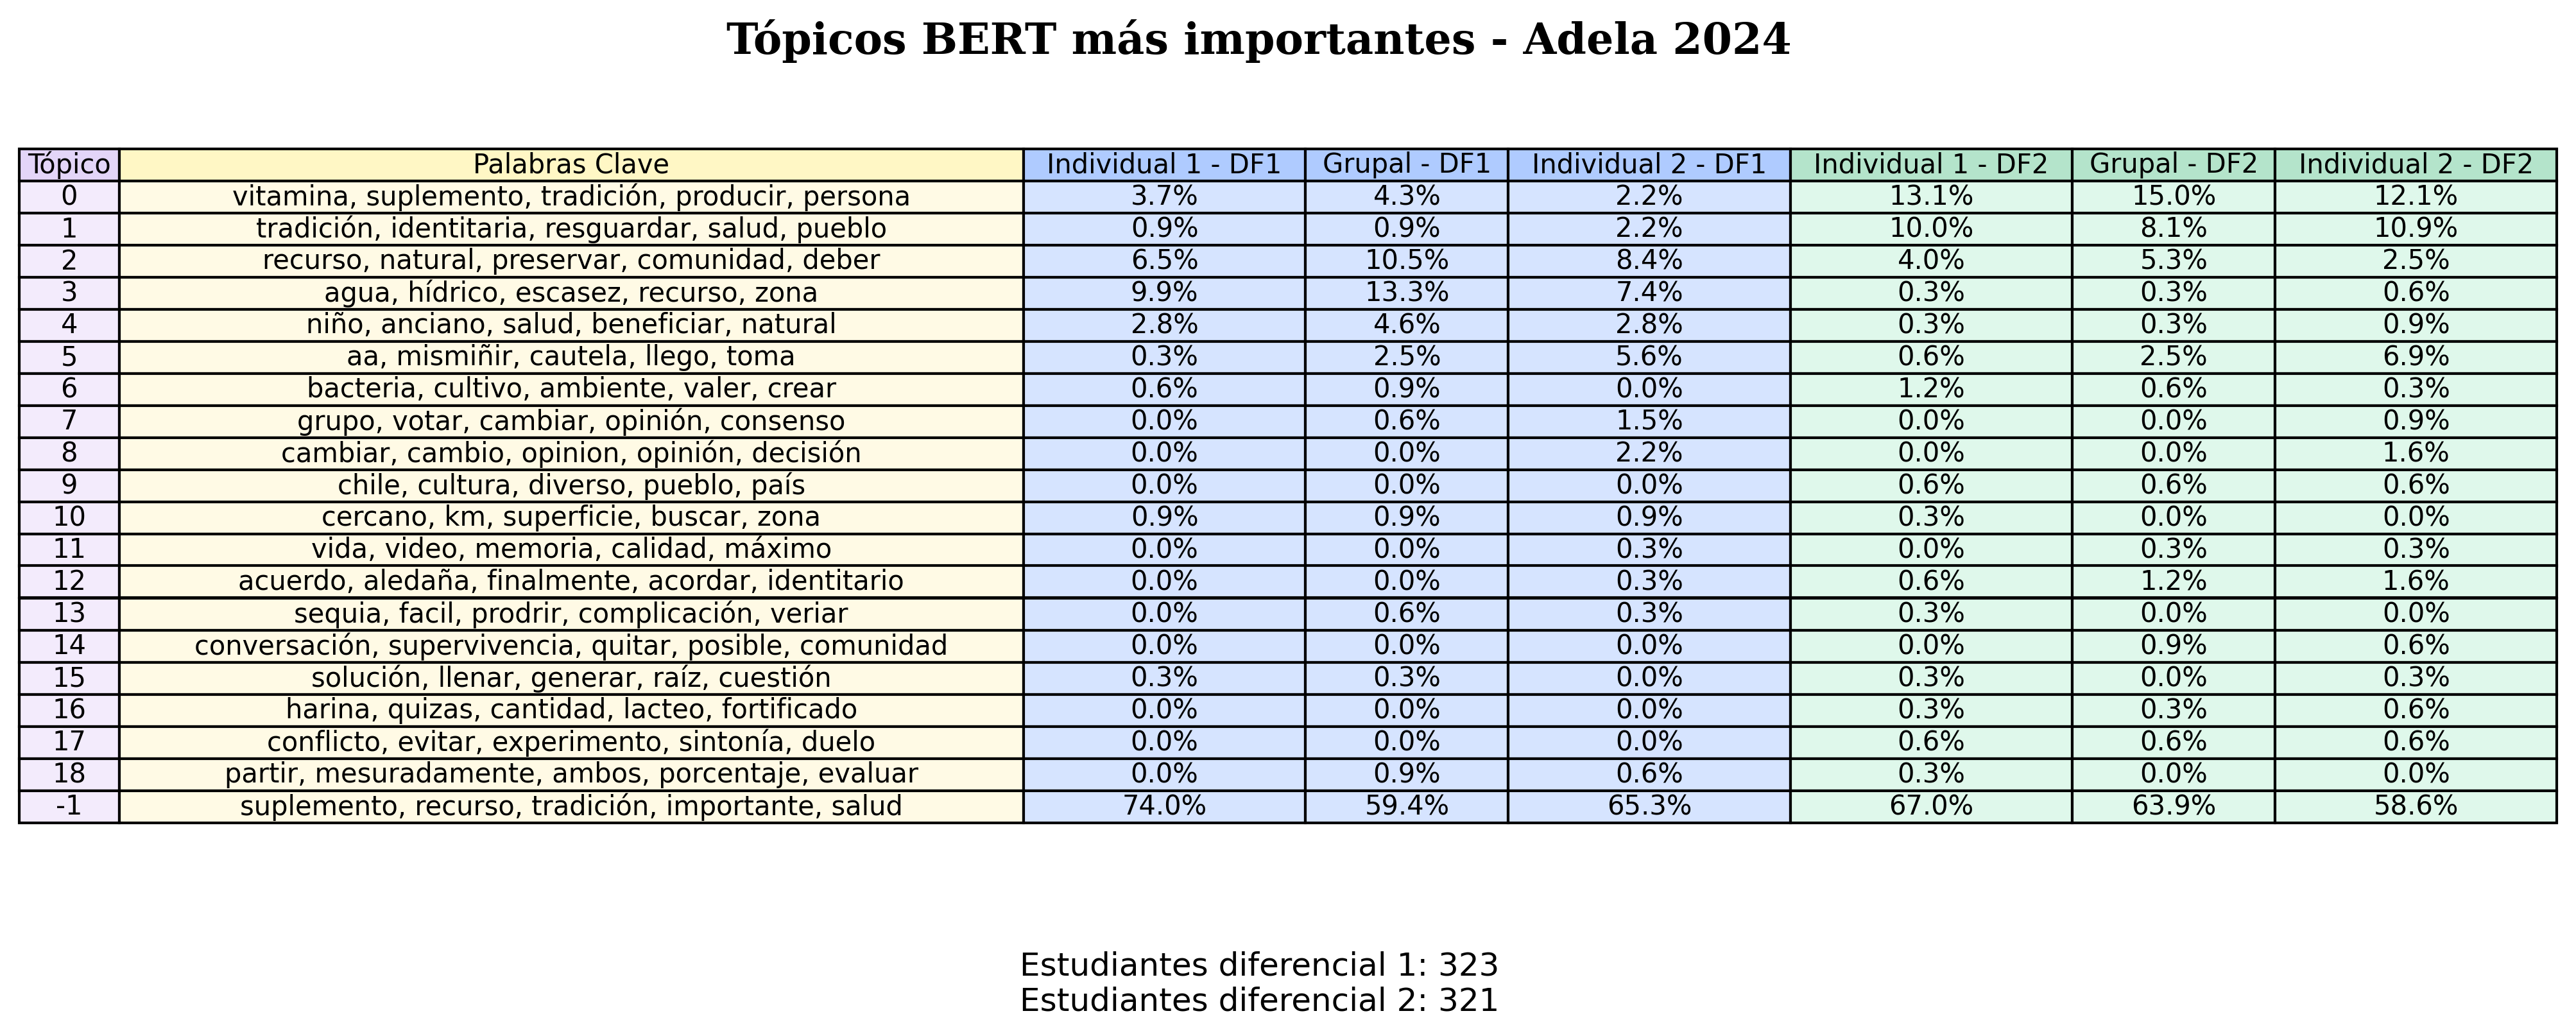 Tópicos BERT más importantes - Adela 2024
Tópico Palabras Clave Individual 1 - DF1 Grupal - DF1 Individual 2 - DF1 Individual 1 - DF2 Grupal - DF2 Individual 2 - DF2
0 vitamina, suplemento, tradición, producir, persona 3.7% 4.3% 2.2% 13.1% 15.0% 12.1%
1 tradición, identitaria, resguardar, salud, pueblo 0.9% 0.9% 2.2% 10.0% 8.1% 10.9%
2 recurso, natural, preservar, comunidad, deber 6.5% 10.5% 8.4% 4.0% 5.3% 2.5%
3 agua, hídrico, escasez, recurso, zona 9.9% 13.3% 7.4% 0.3% 0.3% 0.6%
4 niño, anciano, salud, beneficiar, natural 2.8% 4.6% 2.8% 0.3% 0.3% 0.9%
5 aa, mismiñir, cautela, llego, toma 0.3% 2.5% 5.6% 0.6% 2.5% 6.9%
6 bacteria, cultivo, ambiente, valer, crear 0.6% 0.9% 0.0% 1.2% 0.6% 0.3%
7 grupo, votar, cambiar, opinión, consenso 0.0% 0.6% 1.5% 0.0% 0.0% 0.9%
8 cambiar, cambio, opinion, opinión, decisión 0.0% 0.0% 2.2% 0.0% 0.0% 1.6%
9 chile, cultura, diverso, pueblo, país 0.0% 0.0% 0.0% 0.6% 0.6% 0.6%
10 cercano, km, superficie, buscar, zona 0.9% 0.9% 0.9% 0.3% 0.0% 0.0%
11 vida, video, memoria, calidad, máximo 0.0% 0.0% 0.3% 0.0% 0.3% 0.3%
12 acuerdo, aledaña, finalmente, acordar, identitario 0.0% 0.0% 0.3% 0.6% 1.2% 1.6%
13 sequia, facil, prodrir, complicación, veriar 0.0% 0.6% 0.3% 0.3% 0.0% 0.0%
14 conversación, supervivencia, quitar, posible, comunidad 0.0% 0.0% 0.0% 0.0% 0.9% 0.6%
15 solución, llenar, generar, raíz, cuestión 0.3% 0.3% 0.0% 0.3% 0.0% 0.3%
16 harina, quizas, cantidad, lacteo, fortificado 0.0% 0.0% 0.0% 0.3% 0.3% 0.6%
17 conflicto, evitar, experimento, sintonía, duelo 0.0% 0.0% 0.0% 0.6% 0.6% 0.6%
18 partir, mesuradamente, ambos, porcentaje, evaluar 0.0% 0.9% 0.6% 0.3% 0.0% 0.0%
-1 suplemento, recurso, tradición, importante, salud 74.0% 59.4% 65.3% 67.0% 63.9% 58.6%
Estudiantes diferencial 1: 323
Estudiantes diferencial 2: 321